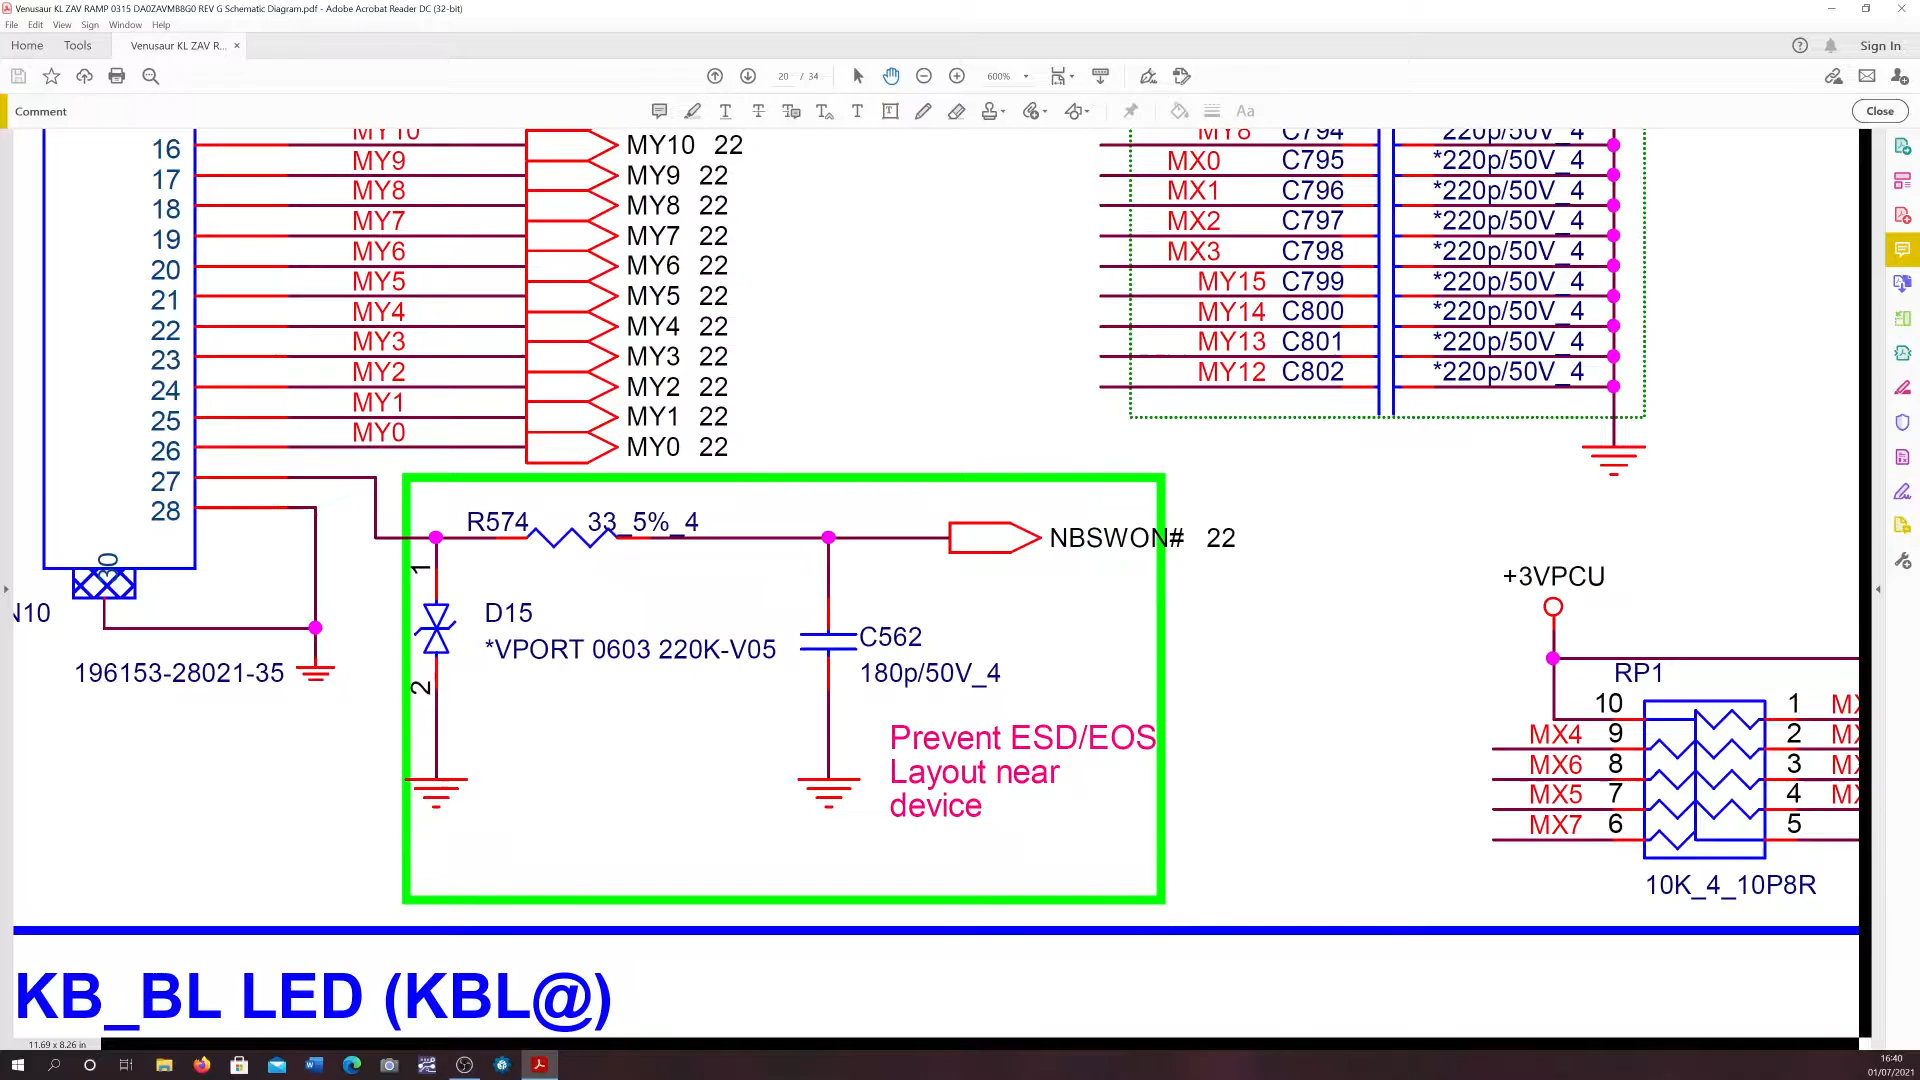 Venusaur KL ZAV RAMP 0315 DA0ZAVMB8G0 REV G Schematic Diagram.pdf - Adobe Acrobat Reader DC (32-bit)
File Edit View Sign Window Help
Home Tools Venusaur KL ZAV R... × Sign In
20 / 34 600%
Comment Close
16 MY10 MY10 22
17 MY9 MY9 22
18 MY8 MY8 22
19 MY7 MY7 22
20 MY6 MY6 22
21 MY5 MY5 22
22 MY4 MY4 22
23 MY3 MY3 22
24 MY2 MY2 22
25 MY1 MY1 22
26 MY0 MY0 22
27
28
MY8 C794 *220p/50V_4
MX0 C795 *220p/50V_4
MX1 C796 *220p/50V_4
MX2 C797 *220p/50V_4
MX3 C798 *220p/50V_4
MY15 C799 *220p/50V_4
MY14 C800 *220p/50V_4
MY13 C801 *220p/50V_4
MY12 C802 *220p/50V_4
R574 33_5%_4
NBSWON# 22
1
D15
*VPORT 0603 220K-V05
2
C562
180p/50V_4
Prevent ESD/EOS
Layout near
device
N10
196153-28021-35
+3VPCU
RP1
10 1
MX4 9 2
MX6 8 3
MX5 7 4
MX7 6 5
10K_4_10P8R
KB_BL LED (KBL@)
11.69 x 8.26 in
16:40
01/07/2021